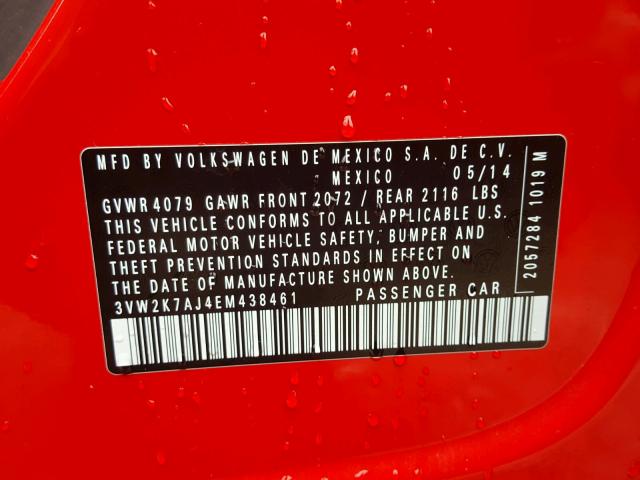 MFD BY VOLKSWAGEN DE MEXICO S.A. DE C.V.
MEXICO 05/14
GVWR 4079 GAWR FRONT 2072 / REAR 2116 LBS
THIS VEHICLE CONFORMS TO ALL APPLICABLE U.S.
FEDERAL MOTOR VEHICLE SAFETY, BUMPER AND
THEFT PREVENTION STANDARDS IN EFFECT ON
THE DATE OF MANUFACTURE SHOWN ABOVE.
3VW2K7AJ4EM438461 PASSENGER CAR
2057284 1019 M